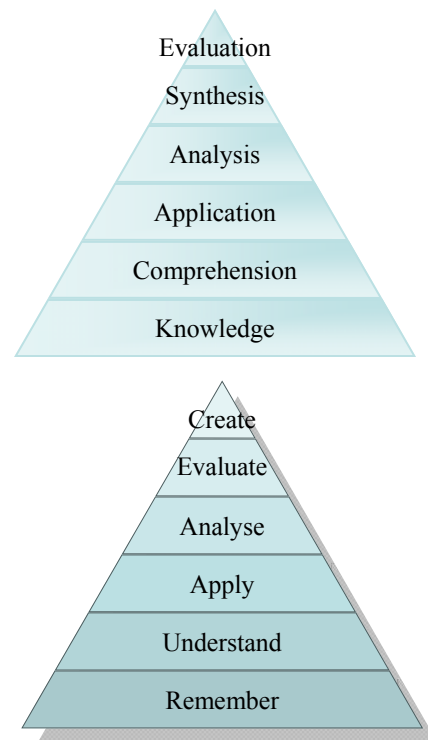 Evaluation
Synthesis
Analysis
Application
Comprehension
Knowledge
Create
Evaluate
Analyse
Apply
Understand
Remember